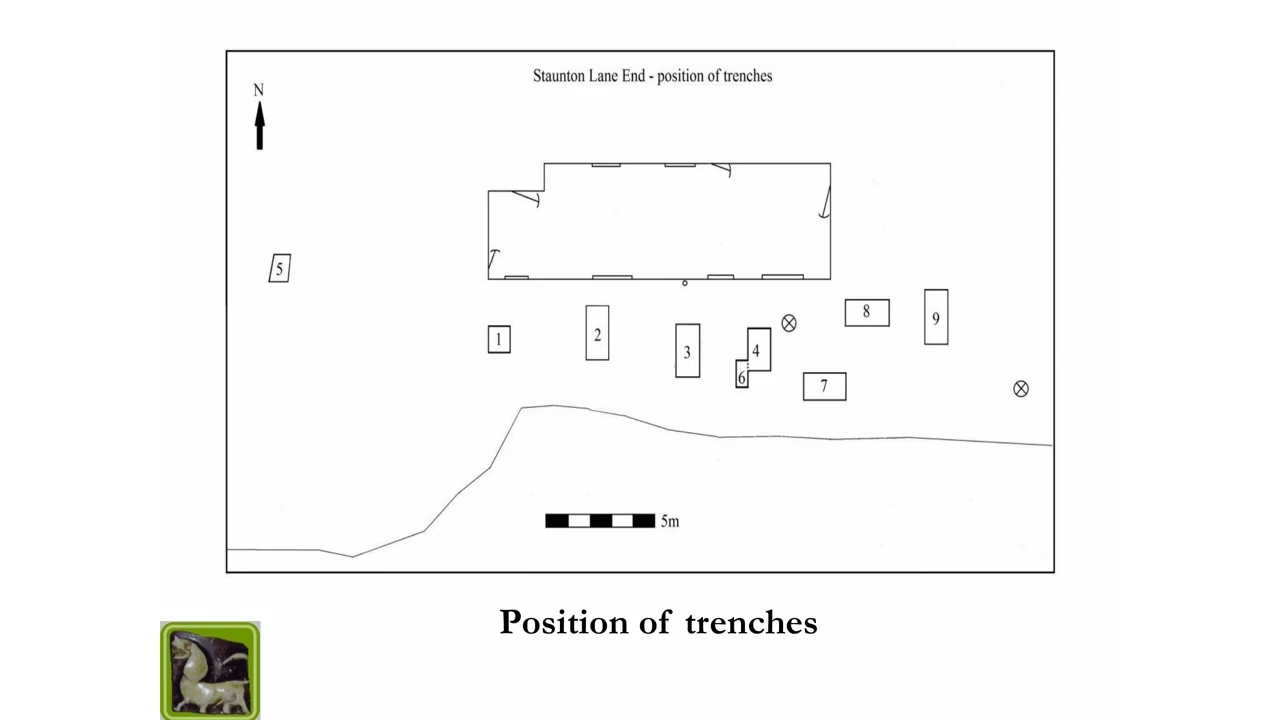 Staunton Lane End - position of trenches
N
5
1
2
3
4
6
7
8
9
5m
Position of trenches